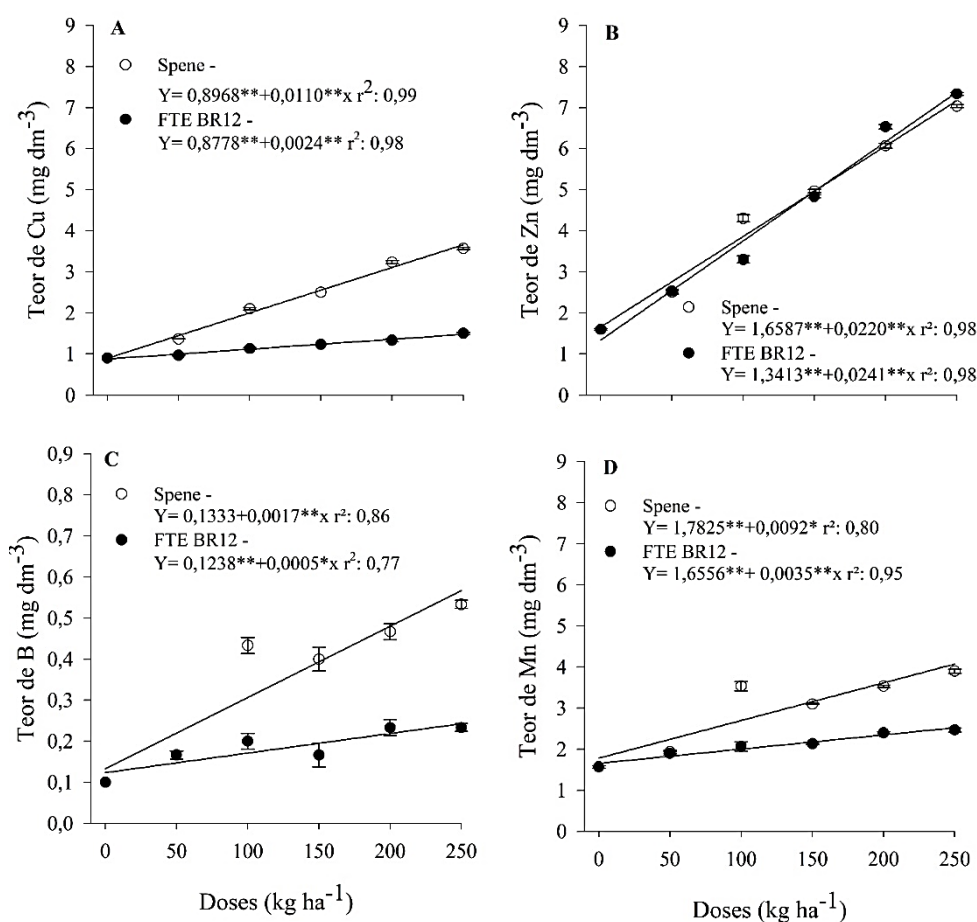 A
Spene -
Y= 0,8968**+0,0110**x r²: 0,99
FTE BR12 -
Y= 0,8778**+0,0024** r²: 0,98
Teor de Cu (mg dm⁻³)
9
8
7
6
5
4
3
2
1
0
B
Teor de Zn (mg dm⁻³)
9
8
7
6
5
4
3
2
1
0
Spene -
Y= 1,6587**+0,0220**x r²: 0,98
FTE BR12 -
Y= 1,3413**+0,0241**x r²: 0,98
C
Spene -
Y= 0,1333+0,0017**x r²: 0,86
FTE BR12 -
Y= 0,1238**+0,0005*x r²: 0,77
Teor de B (mg dm⁻³)
0,9
0,8
0,7
0,6
0,5
0,4
0,3
0,2
0,1
0,0
0 50 100 150 200 250
Doses (kg ha⁻¹)
D
Spene -
Y= 1,7825**+0,0092* r²: 0,80
FTE BR12 -
Y= 1,6556**+ 0,0035**x r²: 0,95
Teor de Mn (mg dm⁻³)
9
8
7
6
5
4
3
2
1
0
0 50 100 150 200 250
Doses (kg ha⁻¹)